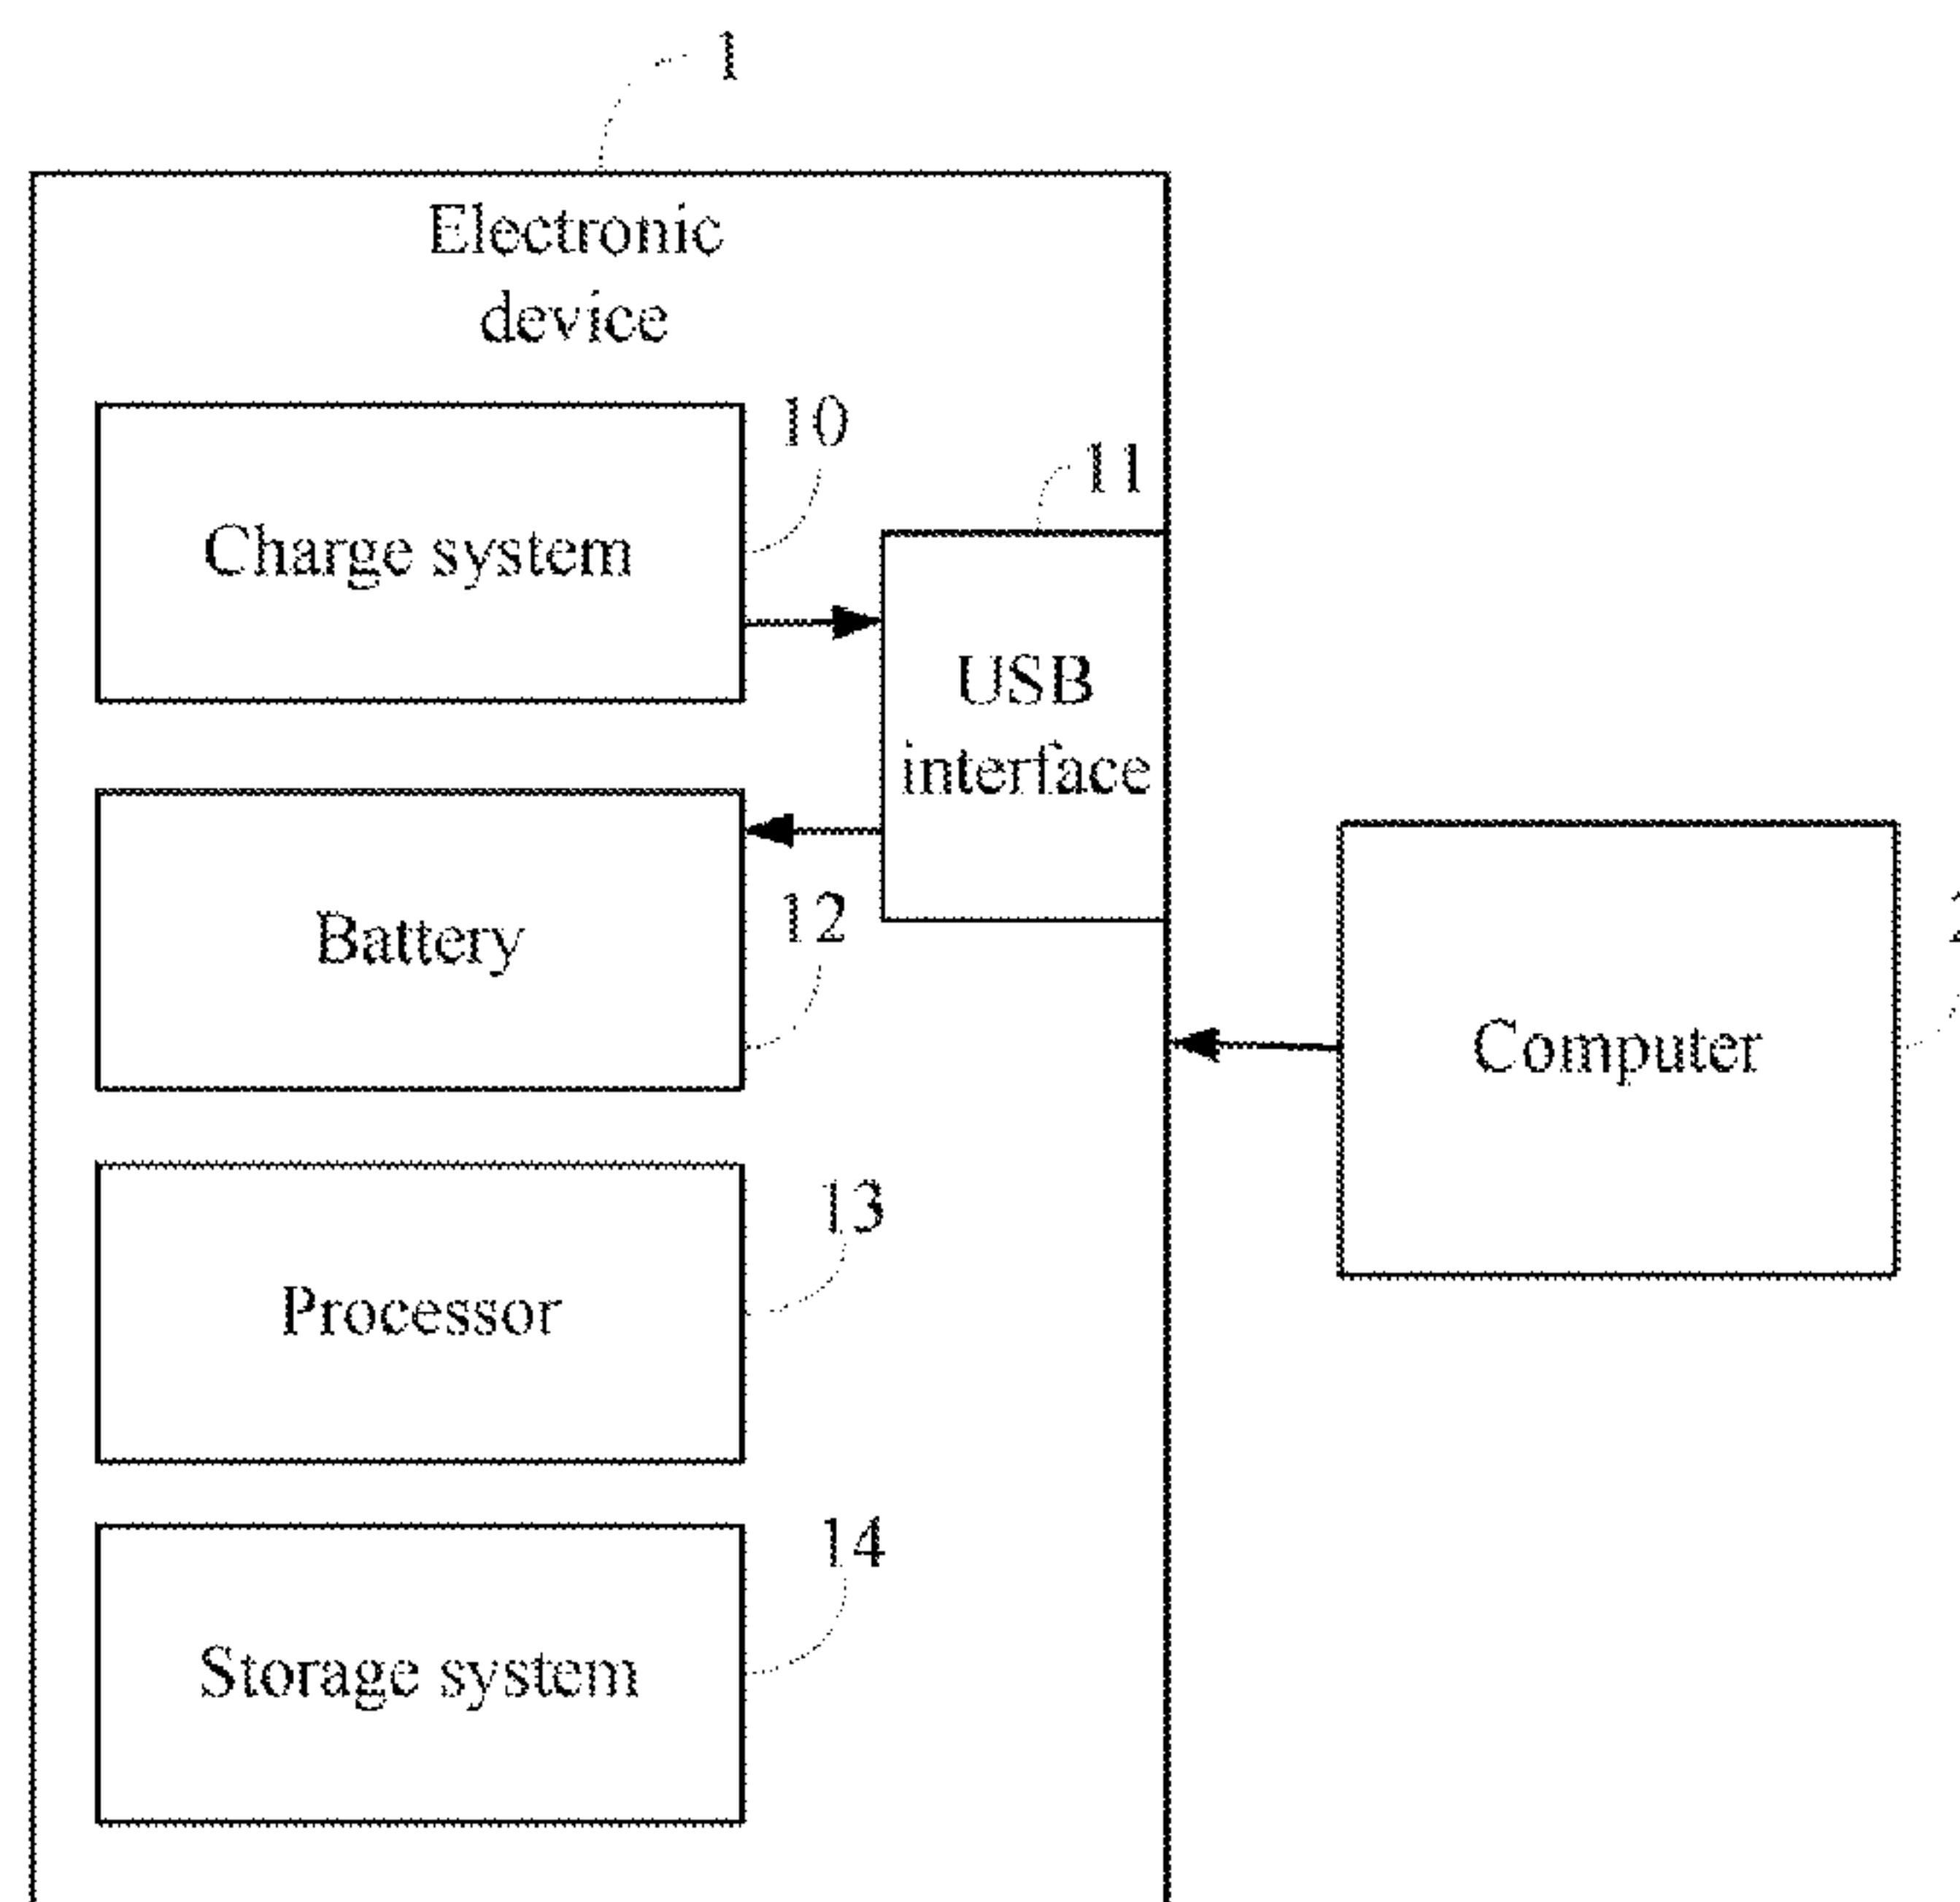 1
Electronic
device
10
Charge system
11
USB
interface
Battery
12
Computer
13
Processor
14
Storage system